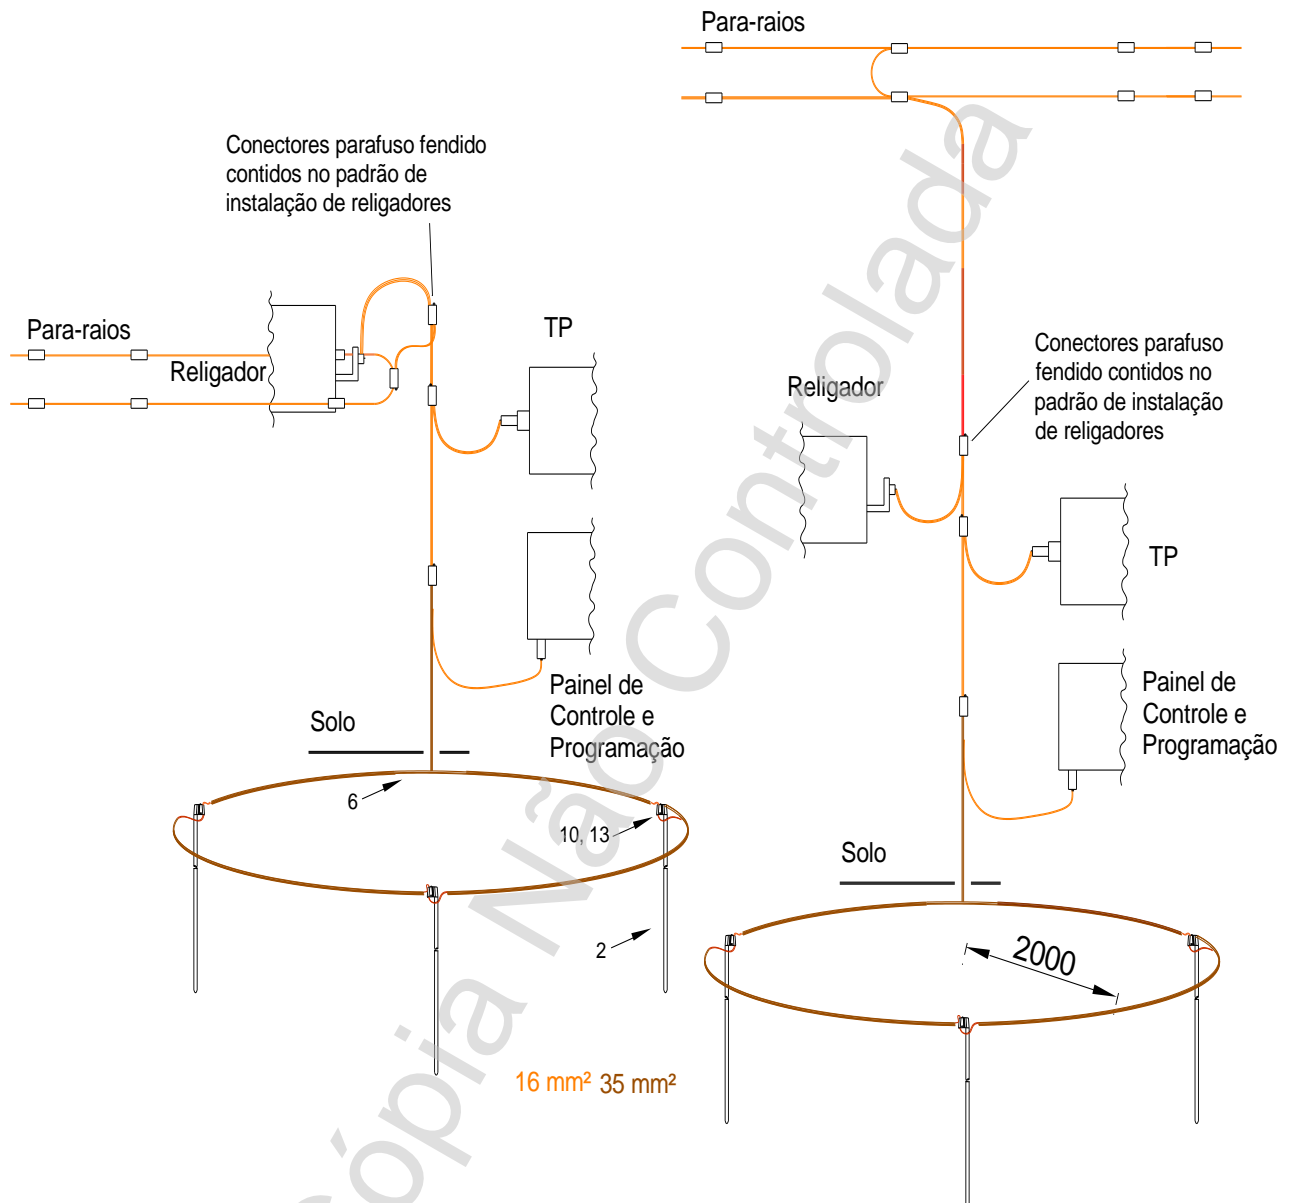 Para-raios
Conectores parafuso fendido
contidos no padrão de
instalação de religadores
Para-raios
Religador
TP
Painel de
Controle e
Programação
Solo
6
10, 13
2
16 mm² 35 mm²
Religador
Conectores parafuso
fendido contidos no
padrão de instalação
de religadores
TP
Painel de
Controle e
Programação
Solo
2000
Cópia Não Controlada